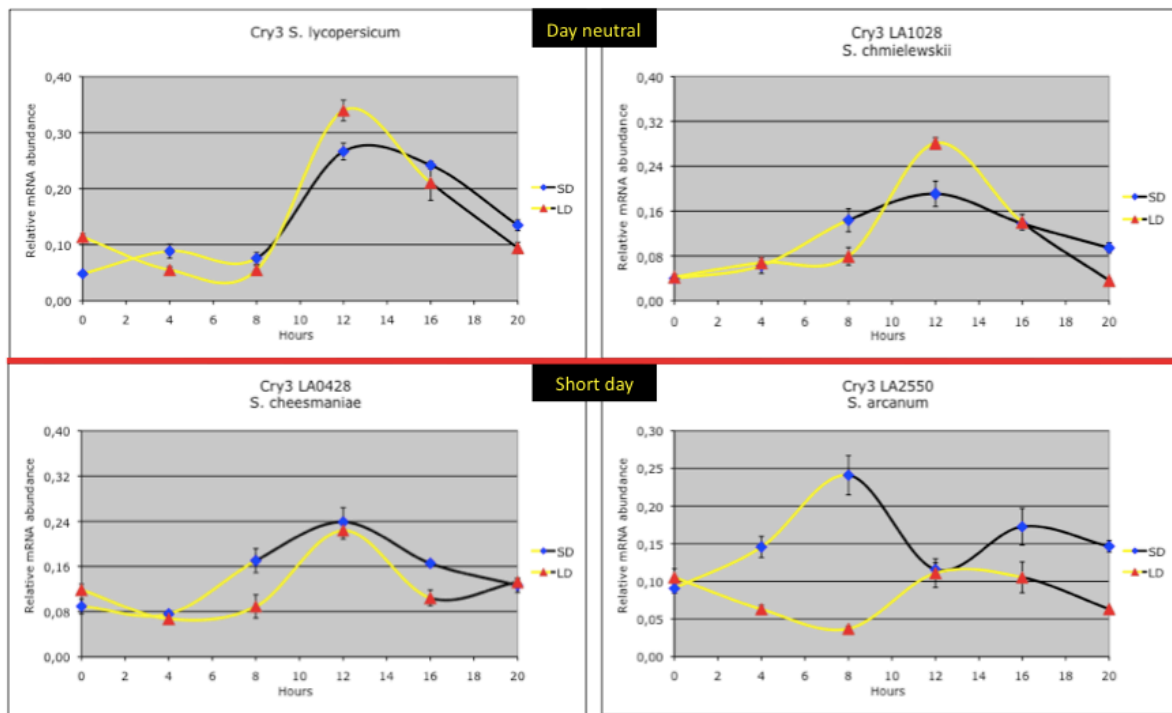 Day neutral
Cry3 S. lycopersicum
Relative mRNA abundance
0,40
0,30
0,20
0,10
0,00
0 2 4 6 8 10 12 14 16 18 20
Hours
SD
LD
Cry3 LA1028
S. chmielewskii
Relative mRNA abundance
0,40
0,32
0,24
0,16
0,08
0,00
0 2 4 6 8 10 12 14 16 18 20
Hours
SD
LD
Short day
Cry3 LA0428
S. cheesmaniae
Relative mRNA abundance
0,40
0,32
0,24
0,16
0,08
0,00
0 2 4 6 8 10 12 14 16 18 20
Hours
SD
LD
Cry3 LA2550
S. arcanum
Relative mRNA abundance
0,30
0,25
0,20
0,15
0,10
0,05
0,00
0 2 4 6 8 10 12 14 16 18 20
Hours
SD
LD